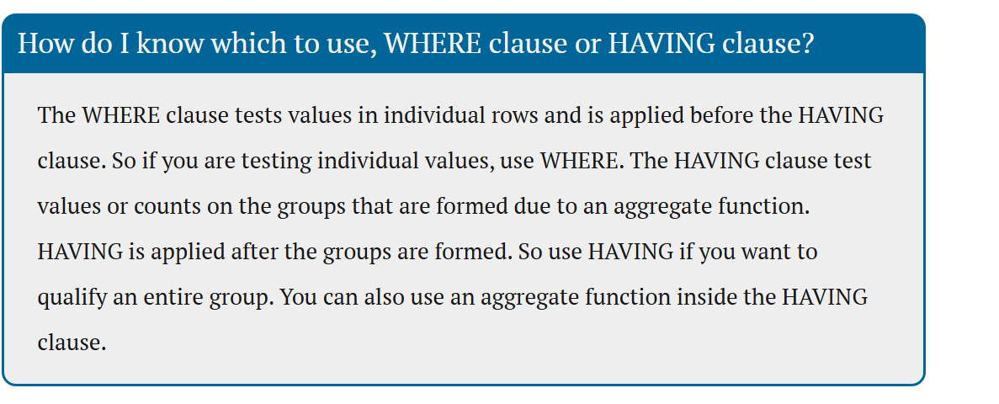 How do I know which to use, WHERE clause or HAVING clause?
The WHERE clause tests values in individual rows and is applied before the HAVING
clause. So if you are testing individual values, use WHERE. The HAVING clause test
values or counts on the groups that are formed due to an aggregate function.
HAVING is applied after the groups are formed. So use HAVING if you want to
qualify an entire group. You can also use an aggregate function inside the HAVING
clause.